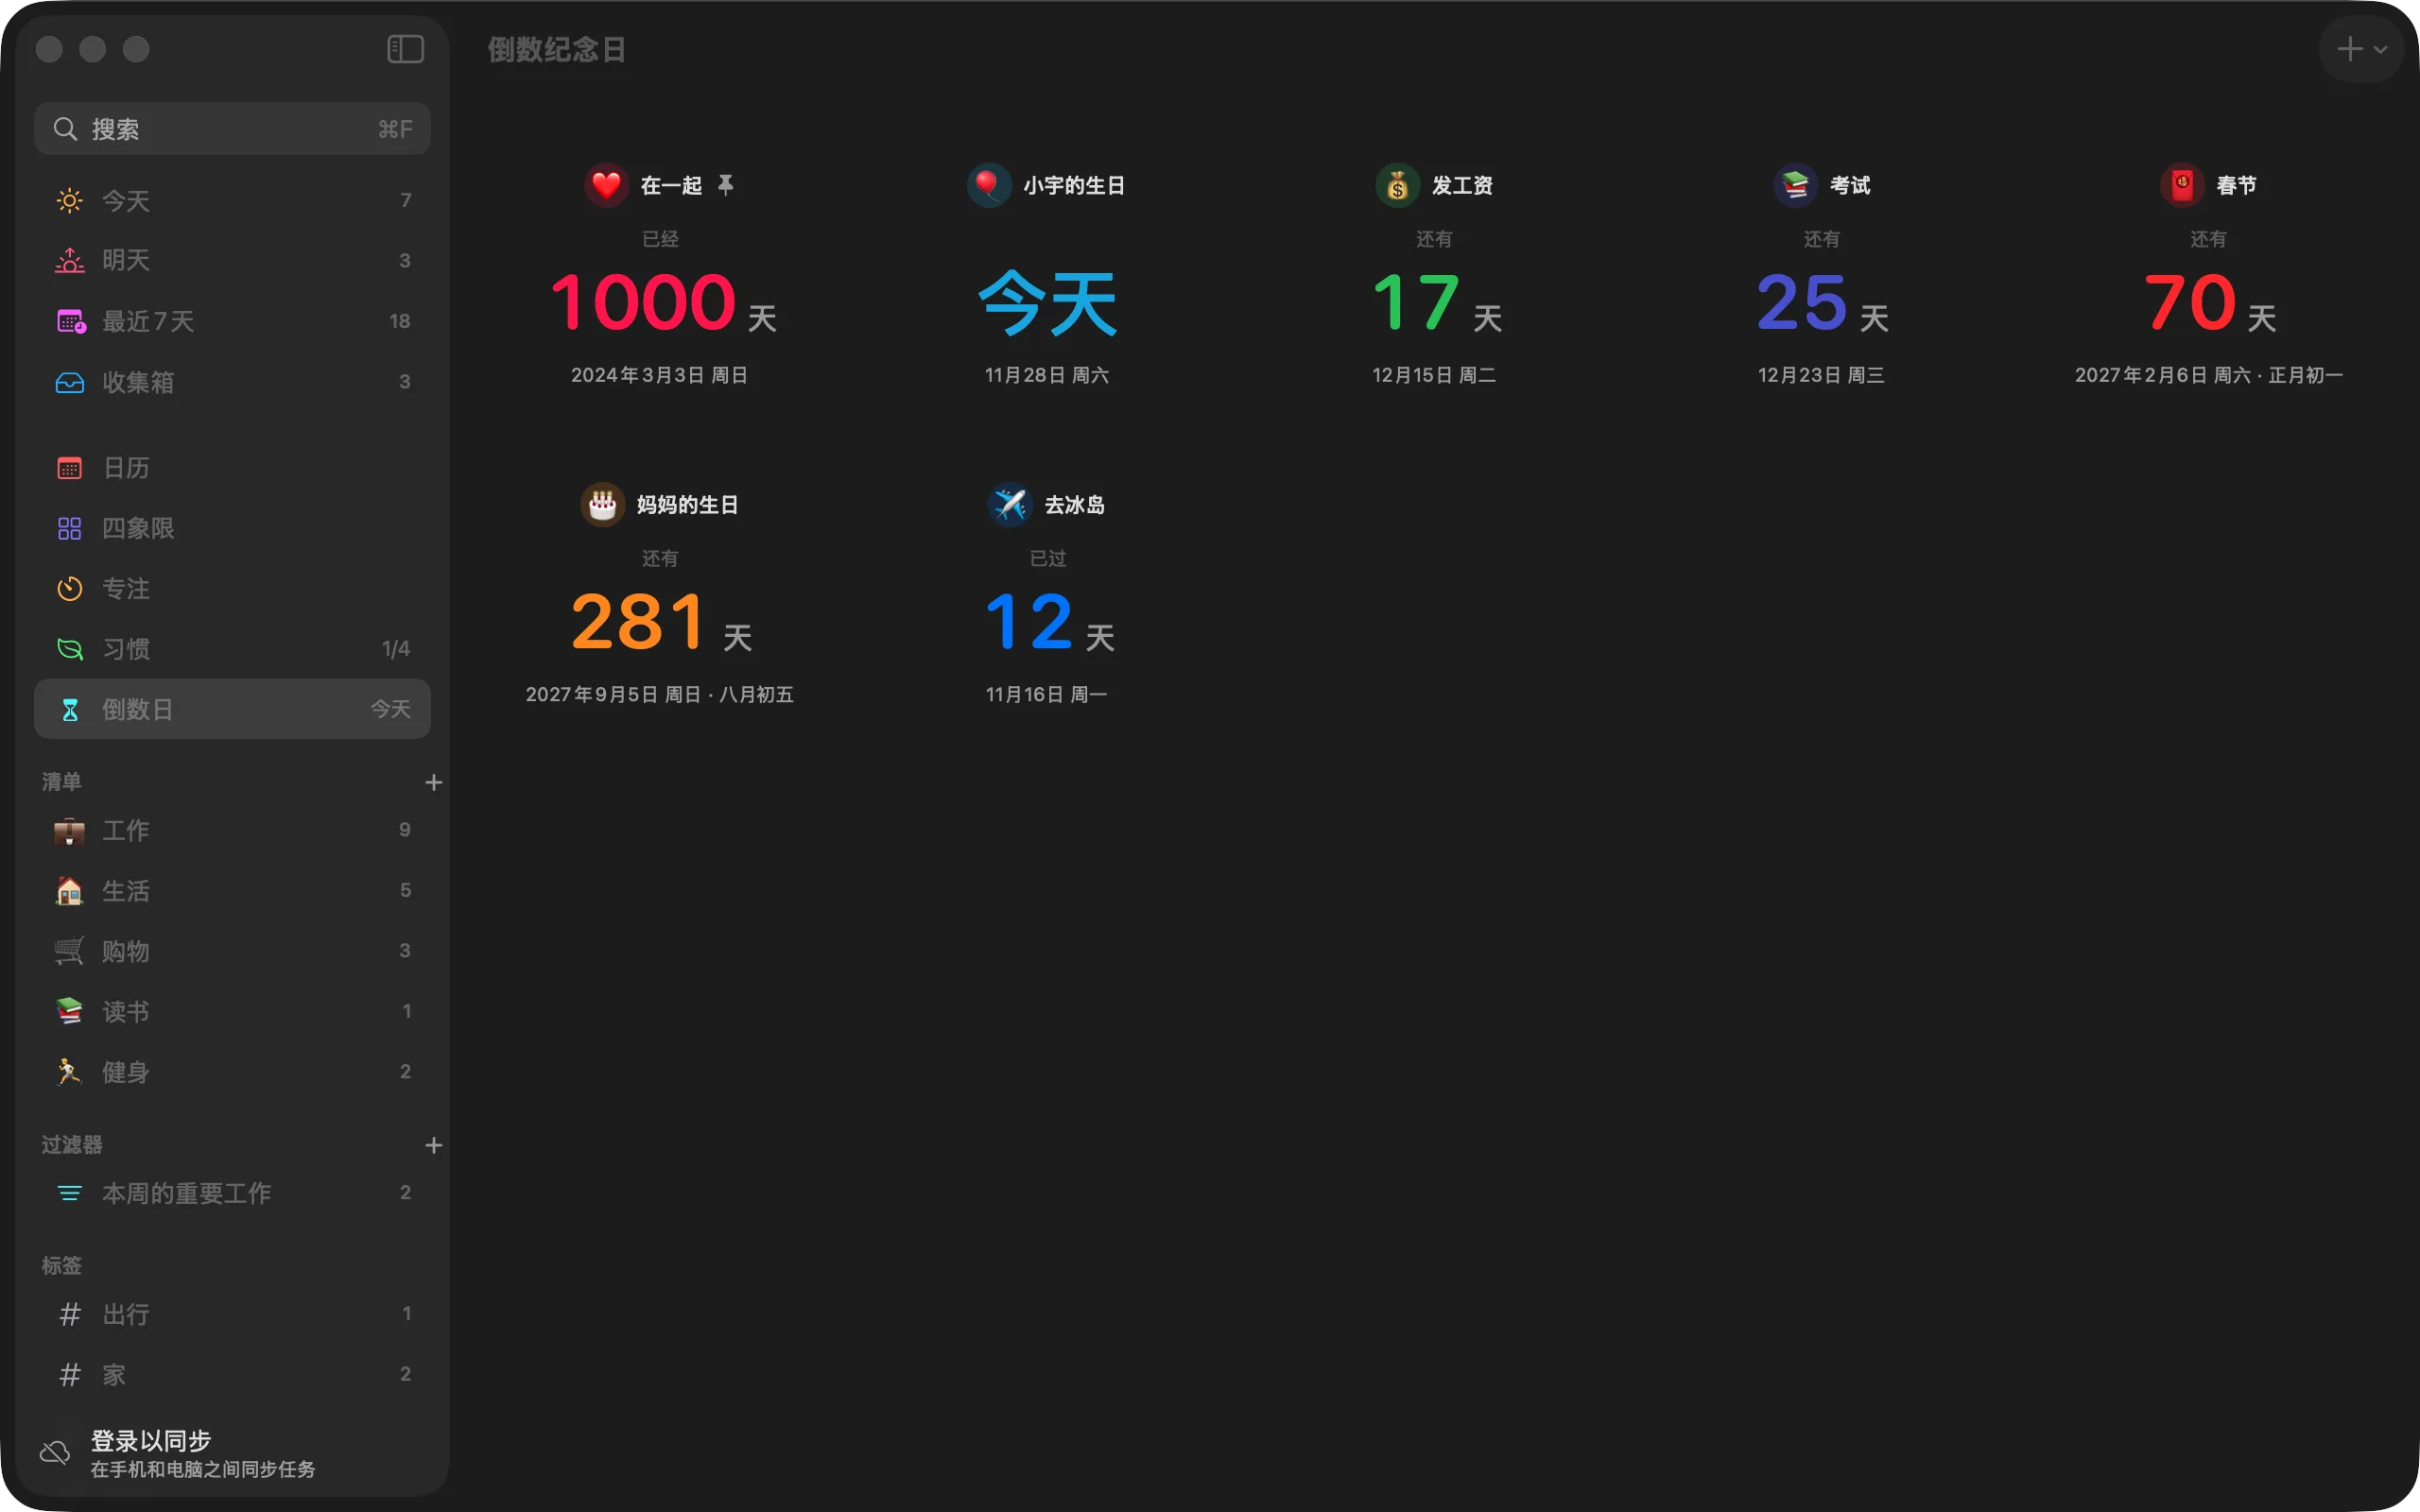 倒数纪念日
搜索 ⌘F
今天 7
明天 3
最近7天 18
收集箱 3
日历
四象限
专注
习惯 1/4
倒数日 今天
清单
工作 9
生活 5
购物 3
读书 1
健身 2
过滤器
本周的重要工作 2
标签
# 出行 1
# 家 2
登录以同步
在手机和电脑之间同步任务
在一起
已经
1000 天
2024年3月3日 周日
小宇的生日
今天
11月28日 周六
发工资
还有
17 天
12月15日 周二
考试
还有
25 天
12月23日 周三
春节
还有
70 天
2027年2月6日 周六 · 正月初一
妈妈的生日
还有
281 天
2027年9月5日 周日 · 八月初五
去冰岛
已过
12 天
11月16日 周一